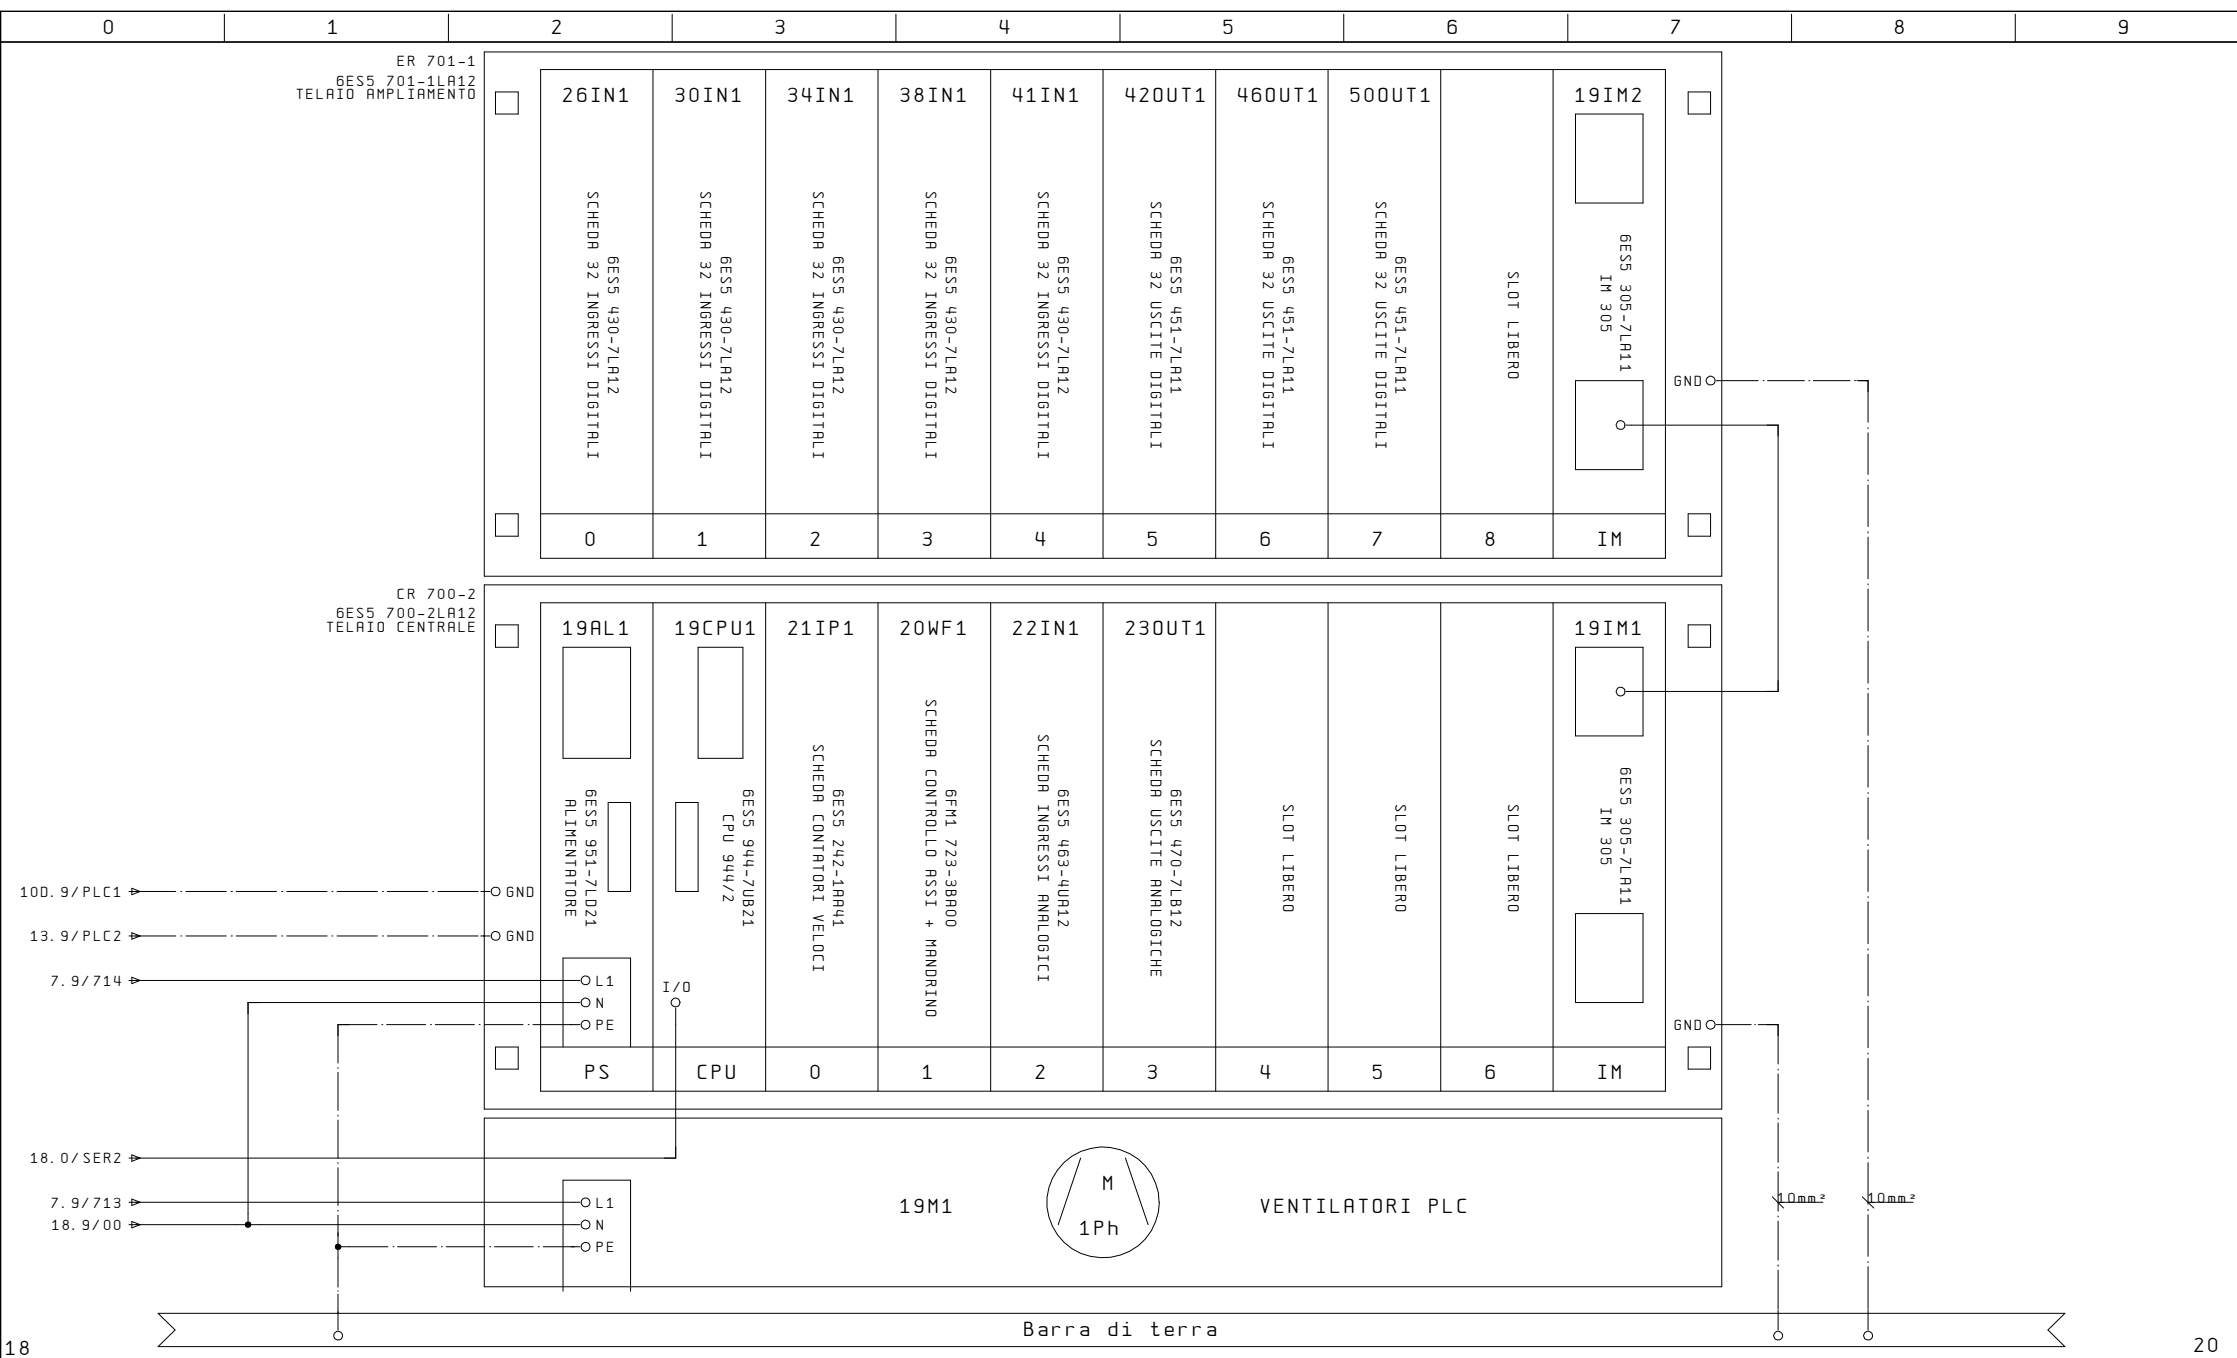 0 1 2 3 4 5 6 7 8 9
ER 701-1
6ES5 701-1LA12
TELAIO AMPLIAMENTO
26IN1 30IN1 34IN1 38IN1 41IN1 42OUT1 46OUT1 50OUT1 19IM2
6ES5 430-7LA12
SCHEDA 32 INGRESSI DIGITALI
6ES5 430-7LA12
SCHEDA 32 INGRESSI DIGITALI
6ES5 430-7LA12
SCHEDA 32 INGRESSI DIGITALI
6ES5 430-7LA12
SCHEDA 32 INGRESSI DIGITALI
6ES5 430-7LA12
SCHEDA 32 INGRESSI DIGITALI
6ES5 451-7LA11
SCHEDA 32 USCITE DIGITALI
6ES5 451-7LA11
SCHEDA 32 USCITE DIGITALI
6ES5 451-7LA11
SCHEDA 32 USCITE DIGITALI
SLOT LIBERO
6ES5 305-7LA11
IM 305
GND
0 1 2 3 4 5 6 7 8 IM
CR 700-2
6ES5 700-2LA12
TELAIO CENTRALE
19AL1 19CPU1 21IP1 20WF1 22IN1 23OUT1 19IM1
6ES5 951-7LD21
ALIMENTATORE
6ES5 944-7UB21
CPU 944/2
6ES5 242-1AA41
SCHEDA CONTATORI VELOCI
6FM1 723-3BA00
SCHEDA CONTROLLO ASSI + MANDRINO
6ES5 463-4UA12
SCHEDA INGRESSI ANALOGICI
6ES5 470-7LB12
SCHEDA USCITE ANALOGICHE
SLOT LIBERO
SLOT LIBERO
SLOT LIBERO
6ES5 305-7LA11
IM 305
10D.9/PLC1 GND
13.9/PLC2 GND
7.9/714 L1
N
PE
I/O
GND
PS CPU 0 1 2 3 4 5 6 IM
18.0/SER2
7.9/713 L1
18.9/00 N
PE
19M1
M
1Ph
VENTILATORI PLC
10mm²
10mm²
Barra di terra
18
20